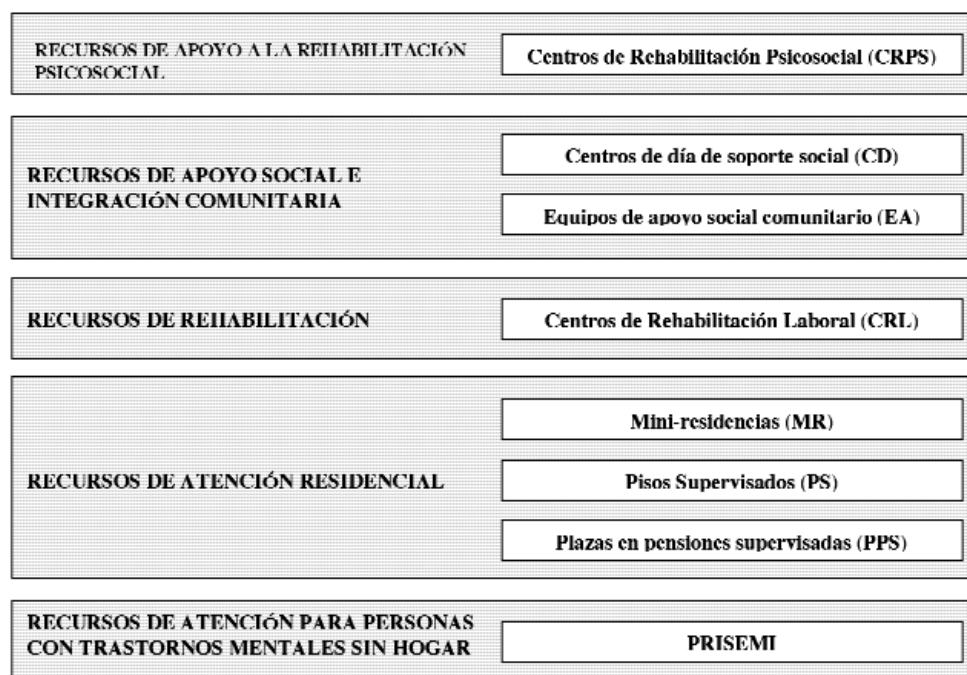 RECURSOS DE APOYO A LA REHABILITACIÓN
PSICOSOCIAL
Centros de Rehabilitación Psicosocial (CRPS)
RECURSOS DE APOYO SOCIAL E
INTEGRACIÓN COMUNITARIA
Centros de día de soporte social (CD)
Equipos de apoyo social comunitario (EA)
RECURSOS DE REHABILITACIÓN
Centros de Rehabilitación Laboral (CRL)
RECURSOS DE ATENCIÓN RESIDENCIAL
Mini-residencias (MR)
Pisos Supervisados (PS)
Plazas en pensiones supervisadas (PPS)
RECURSOS DE ATENCIÓN PARA PERSONAS
CON TRASTORNOS MENTALES SIN HOGAR
PRISEMI